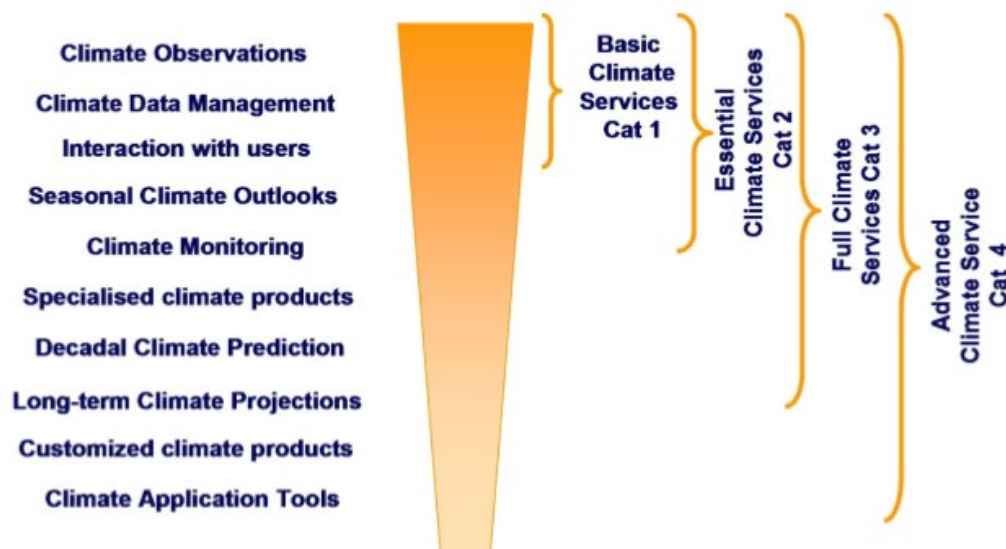 Climate Observations
Climate Data Management
Interaction with users
Seasonal Climate Outlooks
Climate Monitoring
Specialised climate products
Decadal Climate Prediction
Long-term Climate Projections
Customized climate products
Climate Application Tools
Basic
Climate
Services
Cat 1
Essential
Climate Services
Cat 2
Full Climate
Services Cat 3
Advanced
Climate Service
Cat 4